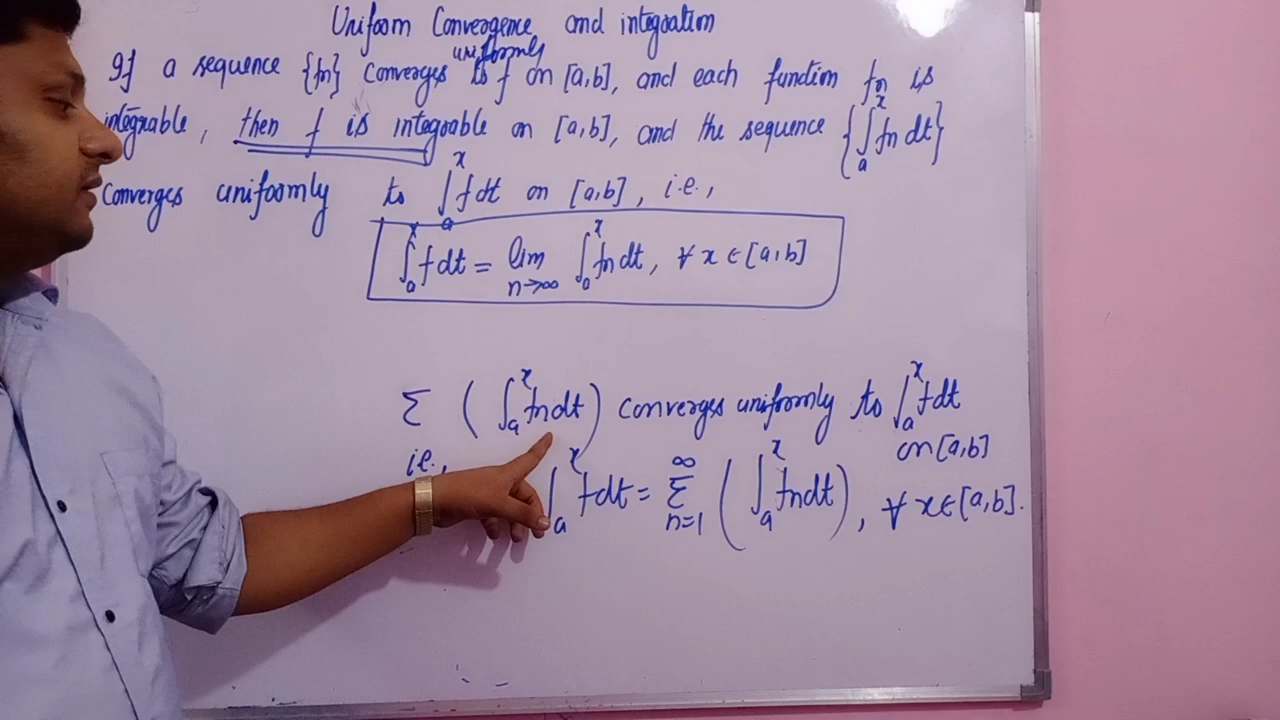 Uniform Convergence and integration
uniformly
If a sequence {fn} converges to f on [a,b], and each function fn is
integrable, then f is integrable on [a,b], and the sequence {∫ₐˣ fn dt}
converges uniformly to ∫ₐˣ f dt on [a,b], i.e.,
∫ₐˣ f dt = lim n→∞ ∫ₐˣ fn dt, ∀ x ∈ [a,b]
Σ (∫ₐˣ fn dt) converges uniformly to ∫ₐˣ f dt
on [a,b]
i.e.,
∫ₐˣ f dt = Σ n=1 ∞ (∫ₐˣ fn dt), ∀ x ∈ [a,b].